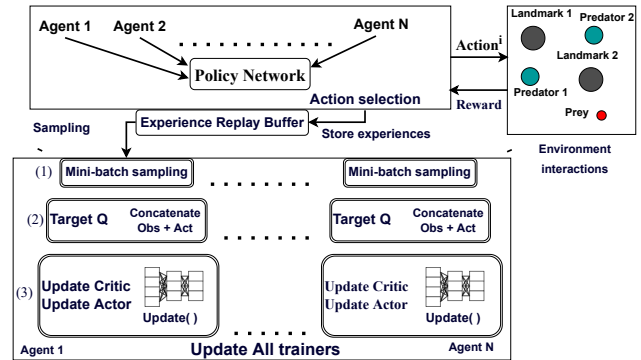 Agent 1
Agent 2
Agent N
Policy Network
Action selection
Action^i
Reward
Landmark 1
Predator 2
Landmark 2
Predator 1
Prey
Sampling
Experience Replay Buffer
Store experiences
Environment
interactions
(1)
Mini-batch sampling
Mini-batch sampling
(2)
Target Q
Concatenate
Obs + Act
Target Q
Concatenate
Obs + Act
(3)
Update Critic
Update Actor
Update( )
Update Critic
Update Actor
Update( )
Agent 1
Update All trainers
Agent N